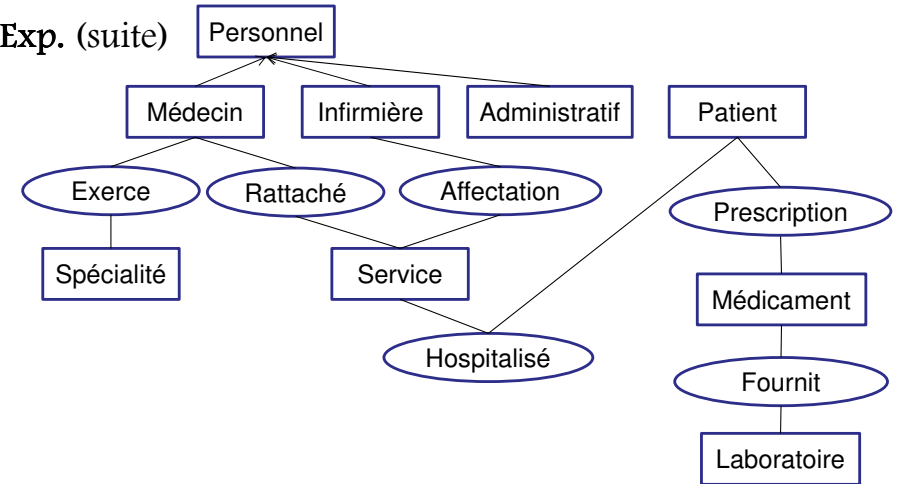 Exp. (suite)
Personnel
Médecin
Infirmière
Administratif
Patient
Exerce
Rattaché
Affectation
Prescription
Spécialité
Service
Médicament
Hospitalisé
Fournit
Laboratoire